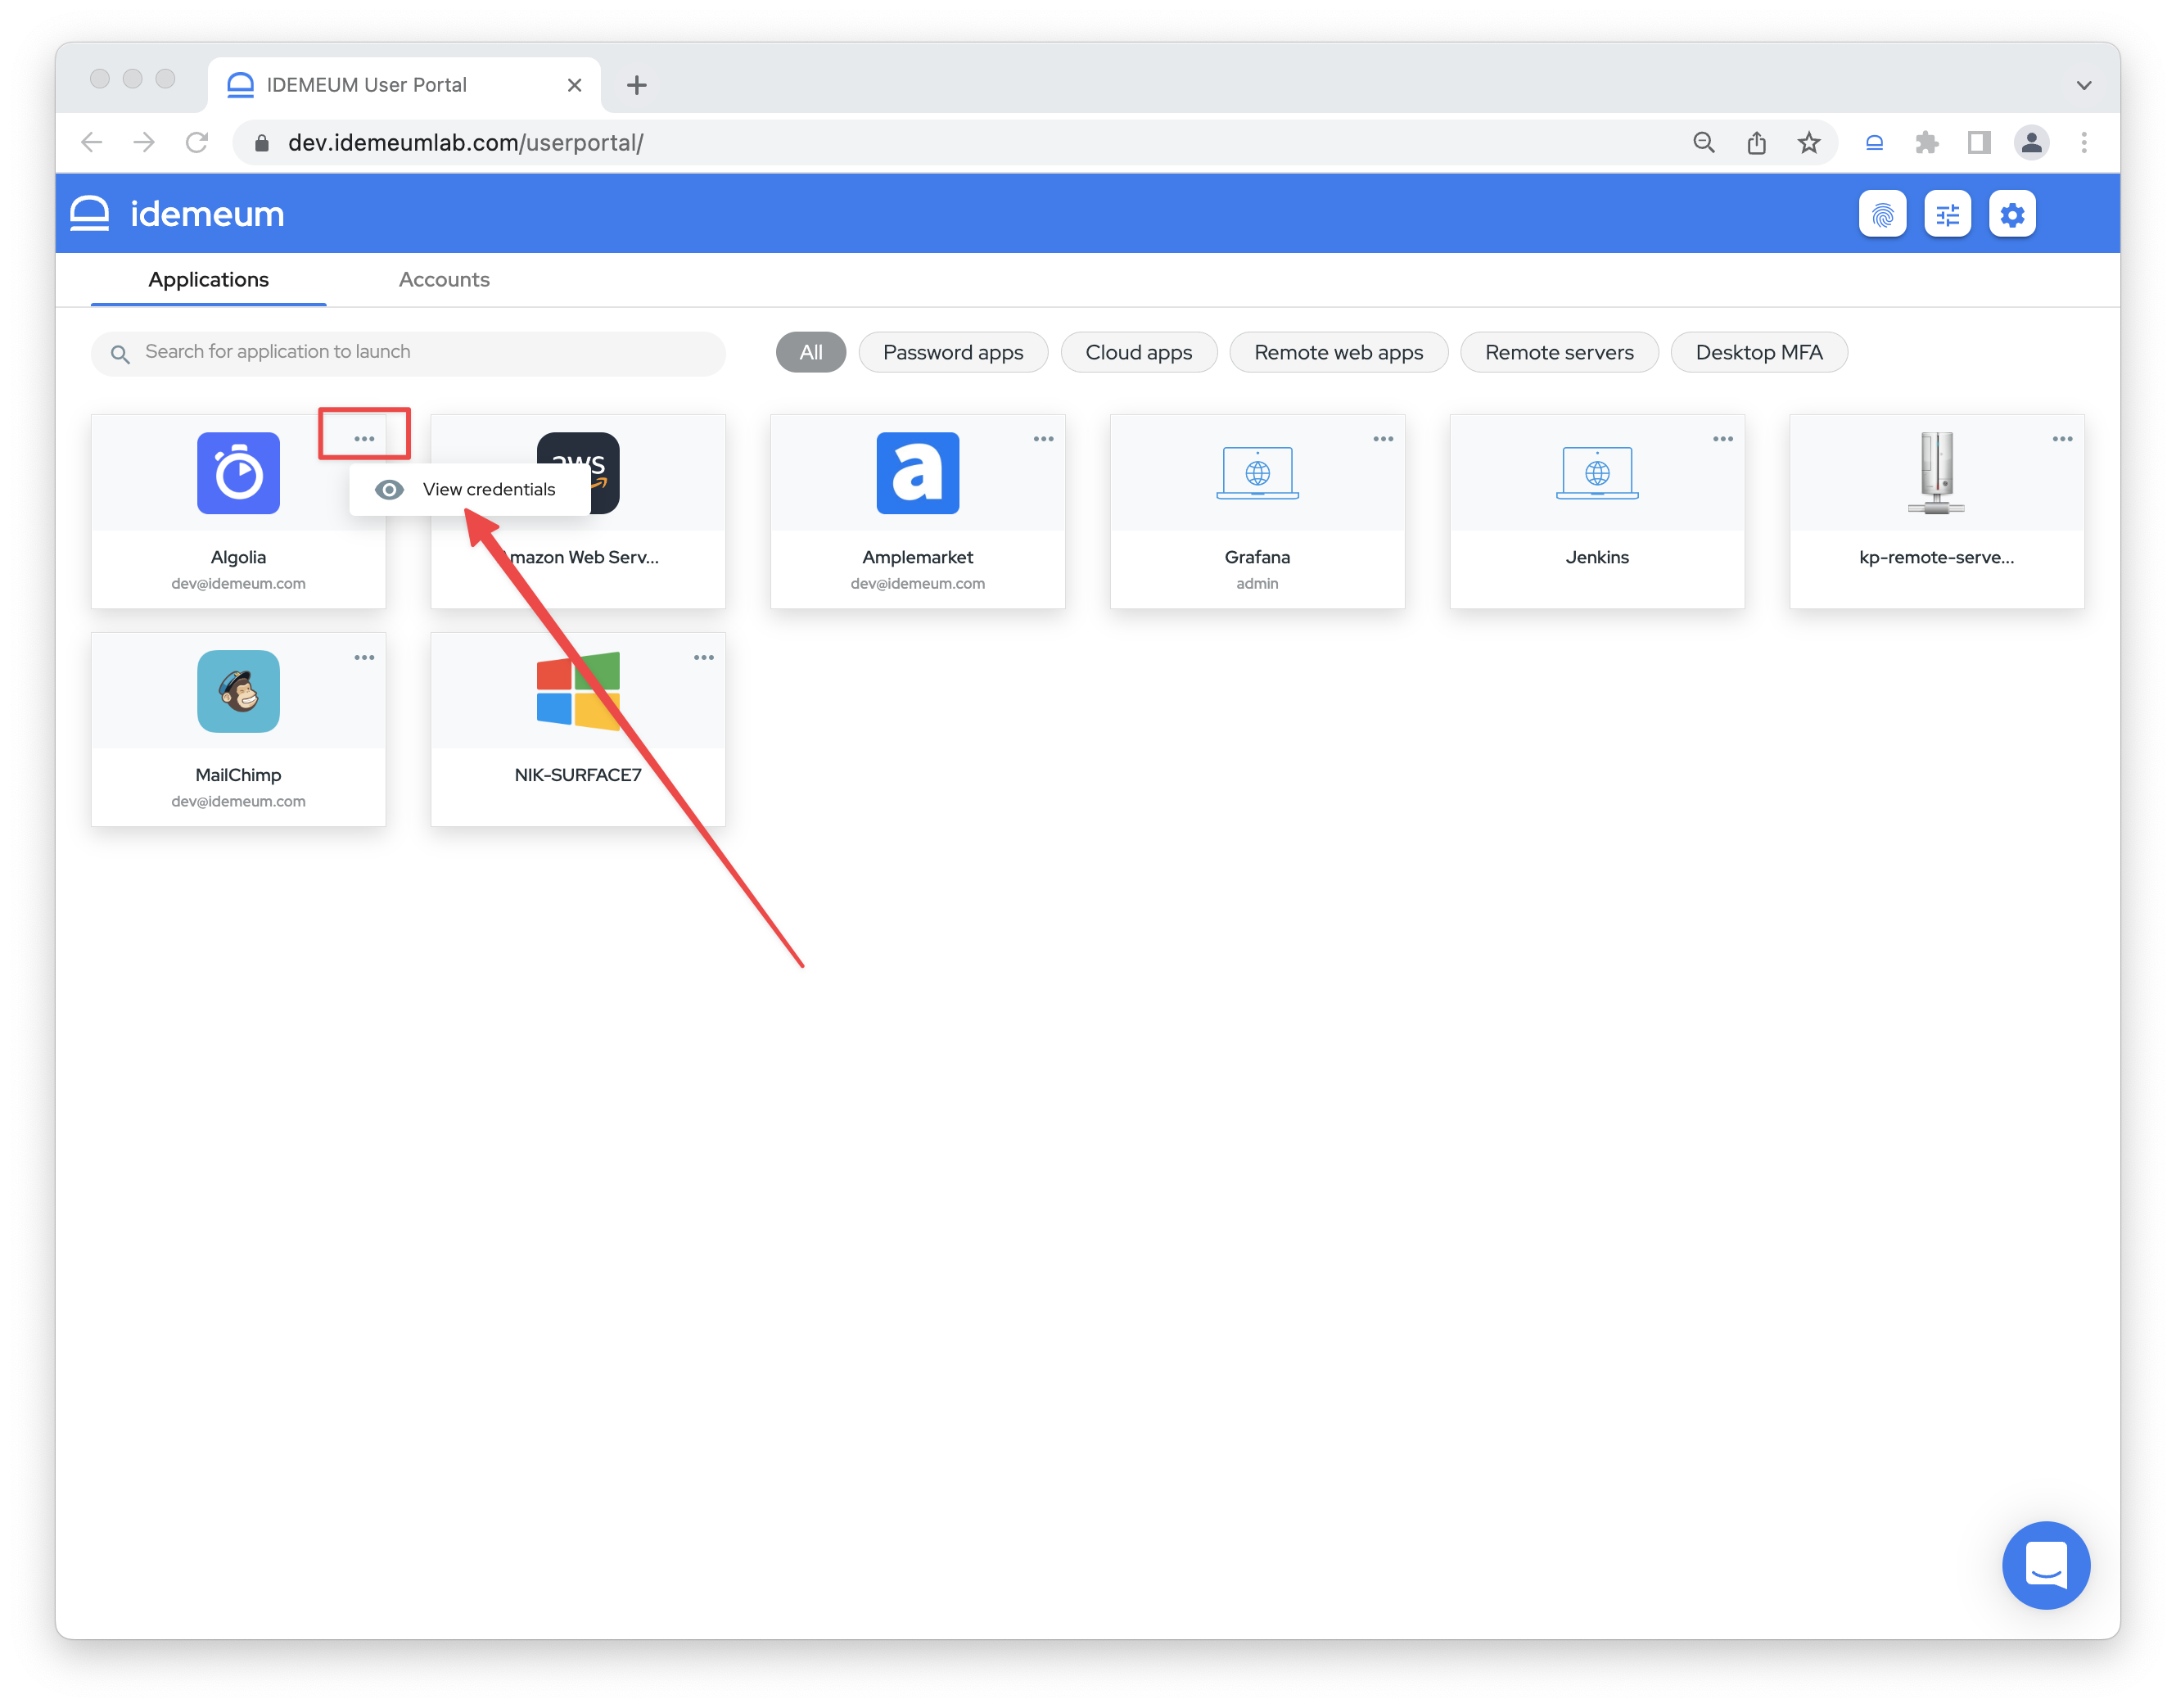 IDEMEUM User Portal
dev.idemeumlab.com/userportal/
idemeum
Applications
Accounts
Search for application to launch
All
Password apps
Cloud apps
Remote web apps
Remote servers
Desktop MFA
aws
View credentials
Algolia
dev@idemeum.com
mazon Web Serv...
a
Amplemarket
dev@idemeum.com
Grafana
admin
Jenkins
kp-remote-serve...
MailChimp
dev@idemeum.com
NIK-SURFACE7